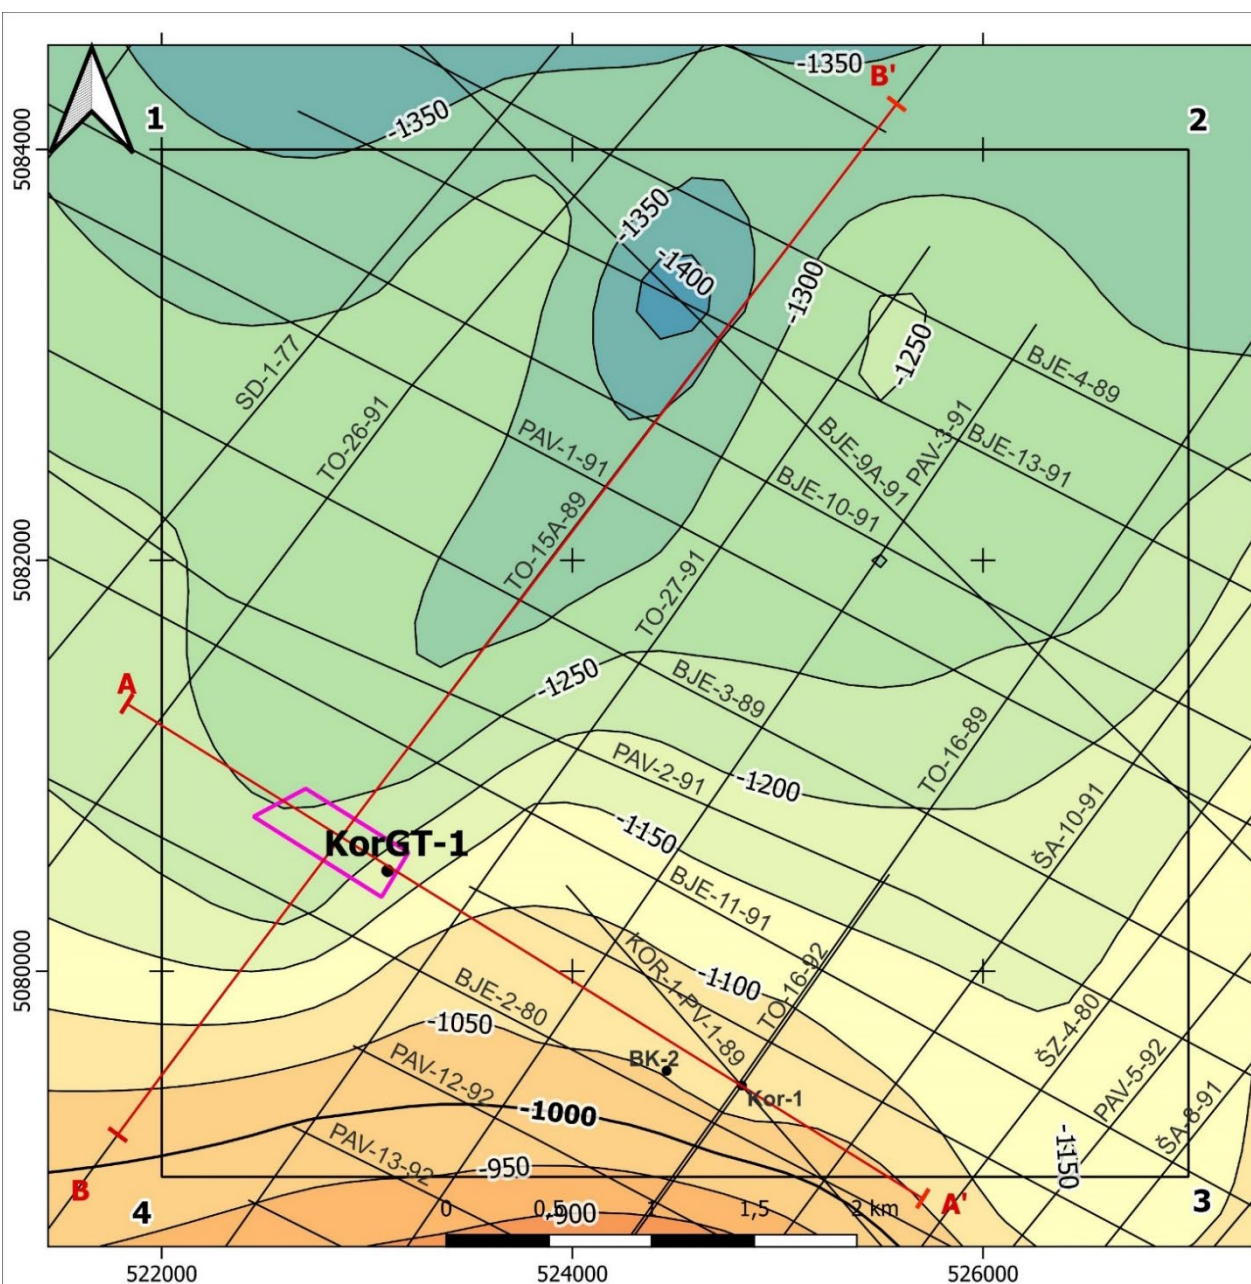 -1350
B'
1
-1350
2
5084000
-1350
-1400
-1300
-1250
SD-1-77
BJE-4-89
TO-26-91
PAV-1-91
BJE-9A-91
PAV-3-91
BJE-13-91
BJE-10-91
TO-15A-89
5082000
TO-27-91
-1250
A
BJE-3-89
TO-16-89
PAV-2-91
-1200
-1150
ŠA-10-91
KorGT-1
BJE-11-91
5080000
KOR-1-PV-1-89
-1100
TO-16-92
BJE-2-80
-1050
BK-2
ŠZ-4-80
PAV-12-92
Kor-1
PAV-5-92
-1000
ŠA-8-91
PAV-13-92
-1150
-950
B
4
A'
3
0 0,5 1 1,5 2 km
-900
522000 524000 526000